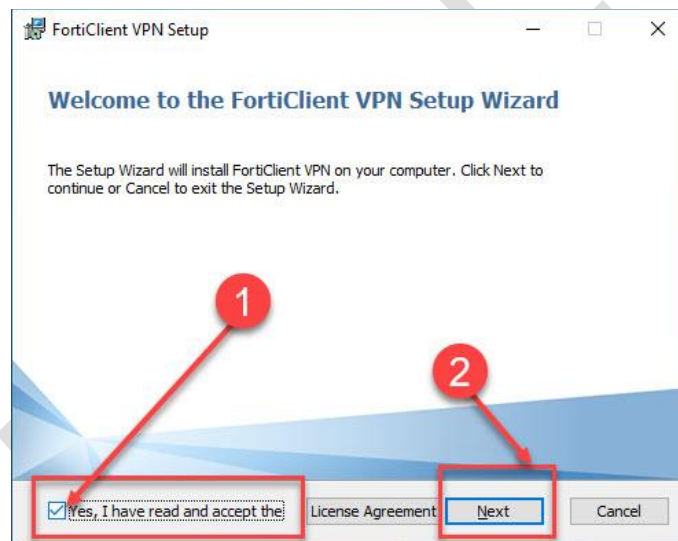 FortiClient VPN Setup
Welcome to the FortiClient VPN Setup Wizard
The Setup Wizard will install FortiClient VPN on your computer. Click Next to
continue or Cancel to exit the Setup Wizard.
1
2
Yes, I have read and accept the License Agreement Next Cancel